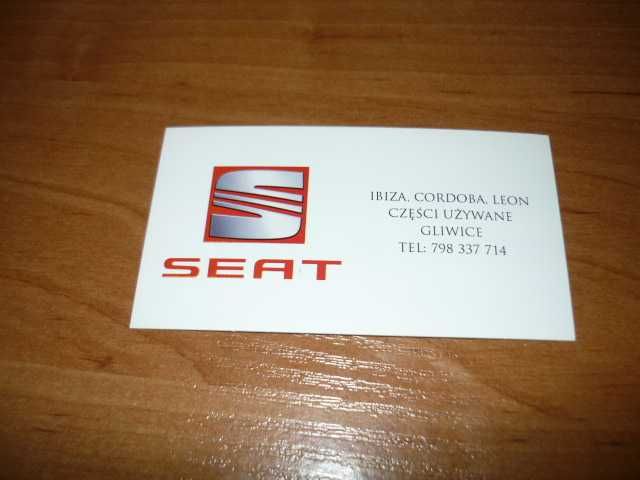 SEAT
IBIZA, CORDOBA, LEON
CZĘŚCI UŻYWANE
GLIWICE
TEL: 798 337 714